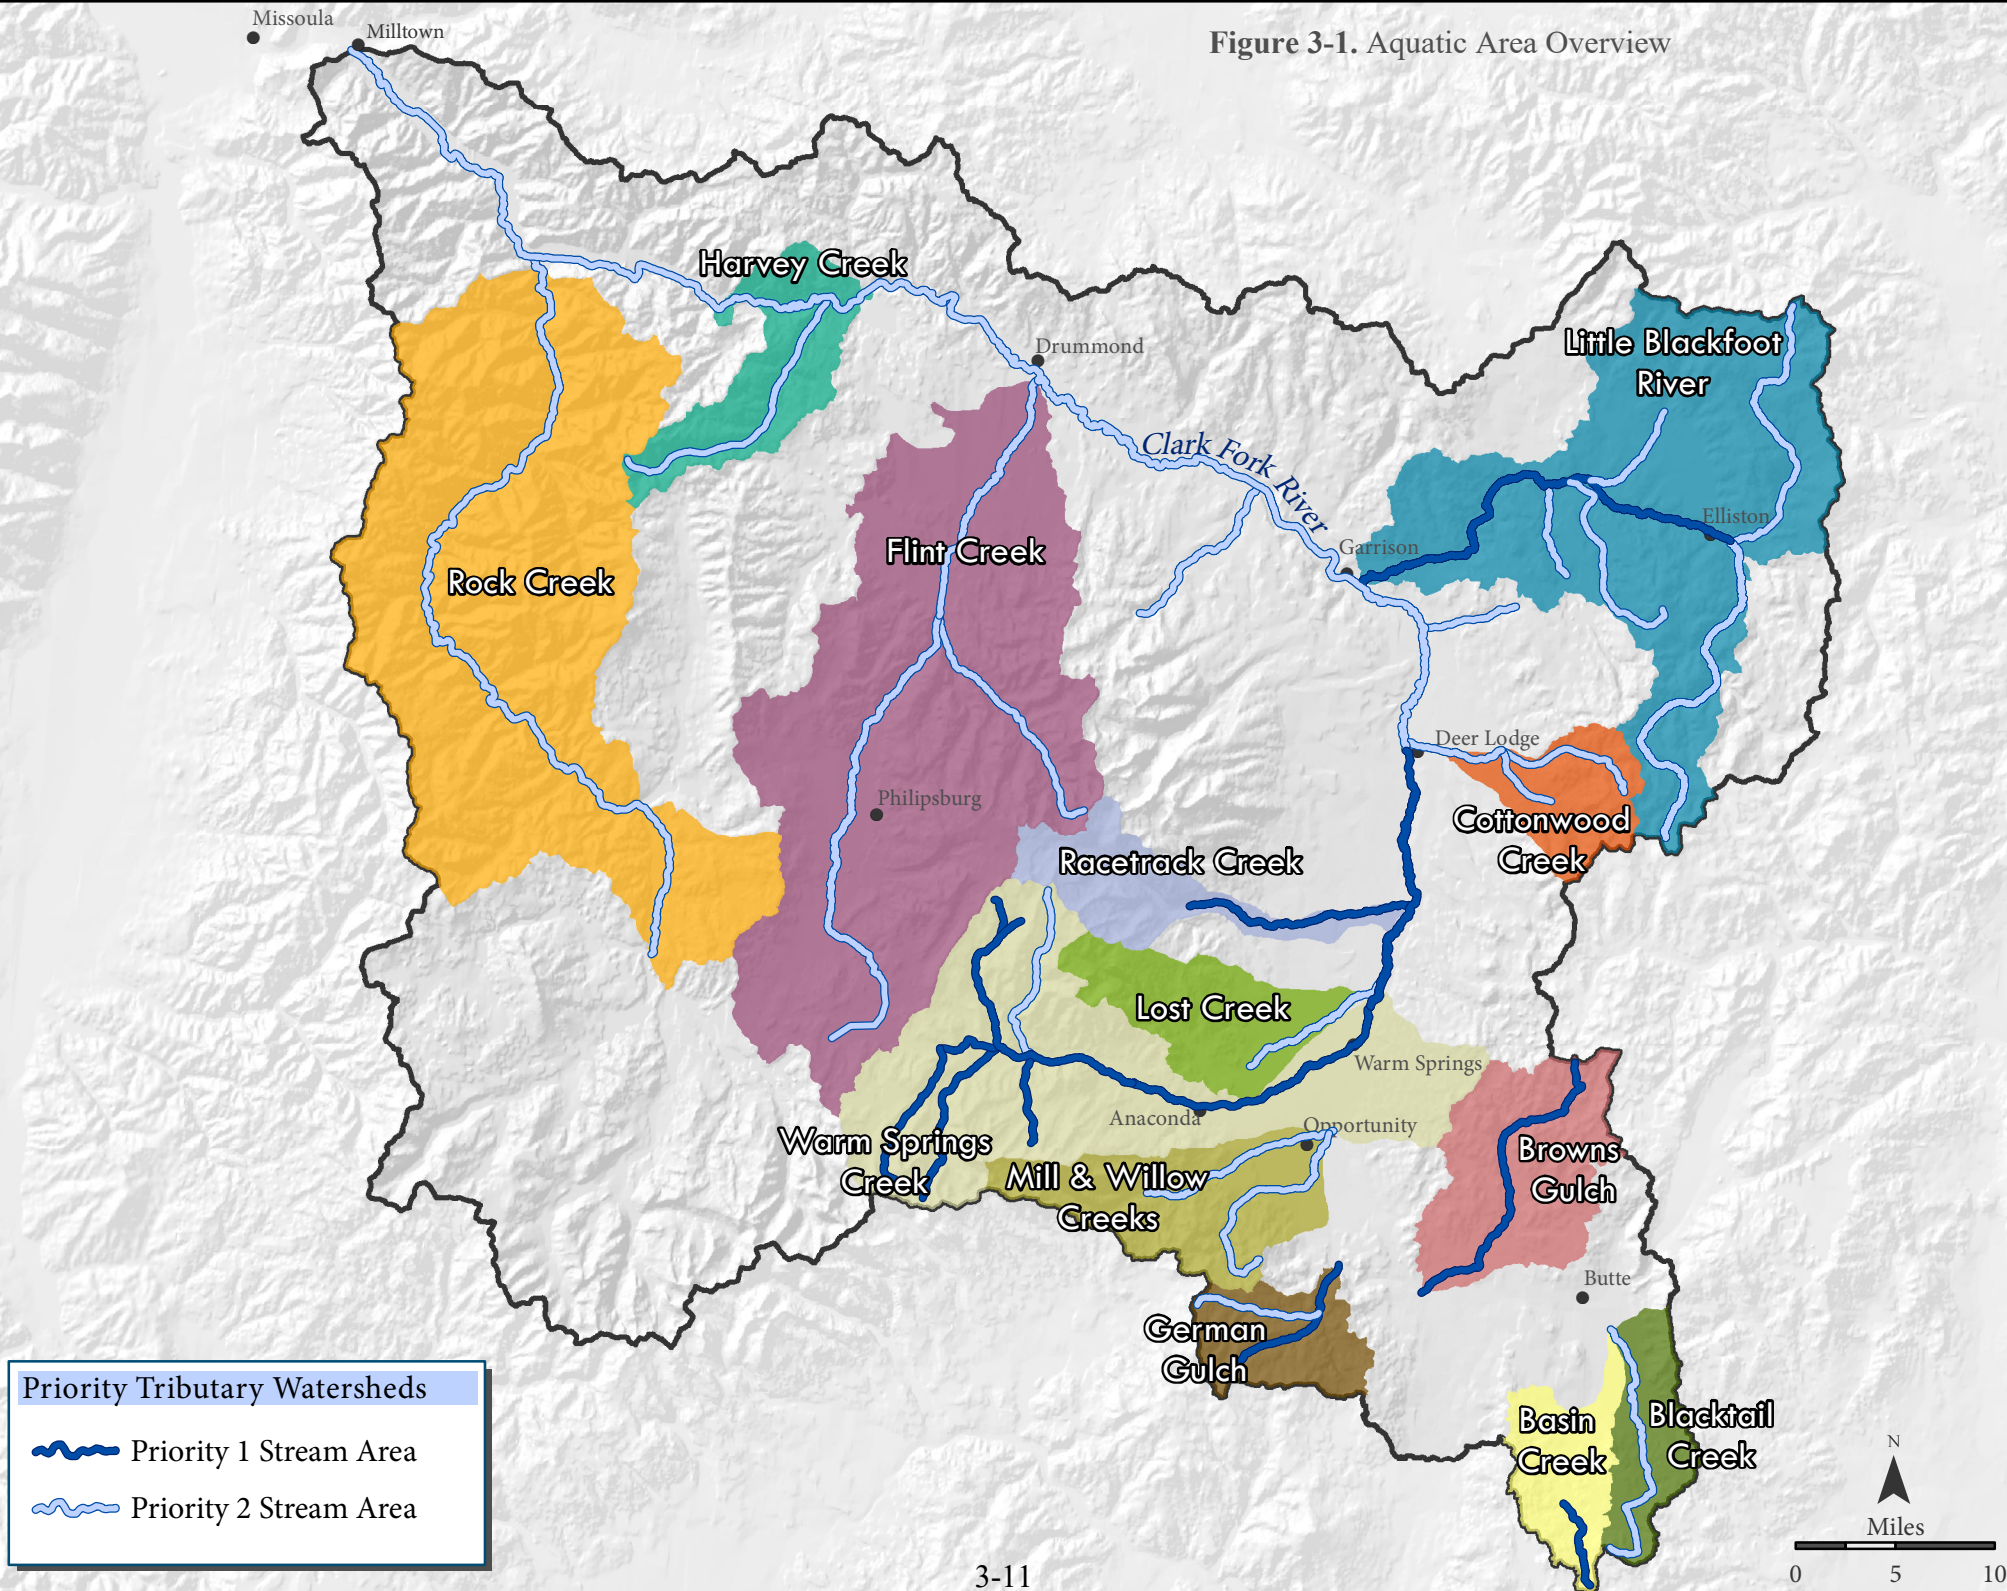 Missoula
Milltown
Figure 3-1. Aquatic Area Overview
Harvey Creek
Little Blackfoot
River
Drummond
Clark Fork River
Elliston
Garrison
Flint Creek
Rock Creek
Deer Lodge
Philipsburg
Cottonwood
Creek
Racetrack Creek
Lost Creek
Warm Springs
Anaconda
Opportunity
Warm Springs
Creek
Mill & Willow
Creeks
Browns
Gulch
Butte
German
Gulch
Basin
Creek
Blacktail
Creek
Priority Tributary Watersheds
Priority 1 Stream Area
Priority 2 Stream Area
N
Miles
0 5 10
3-11